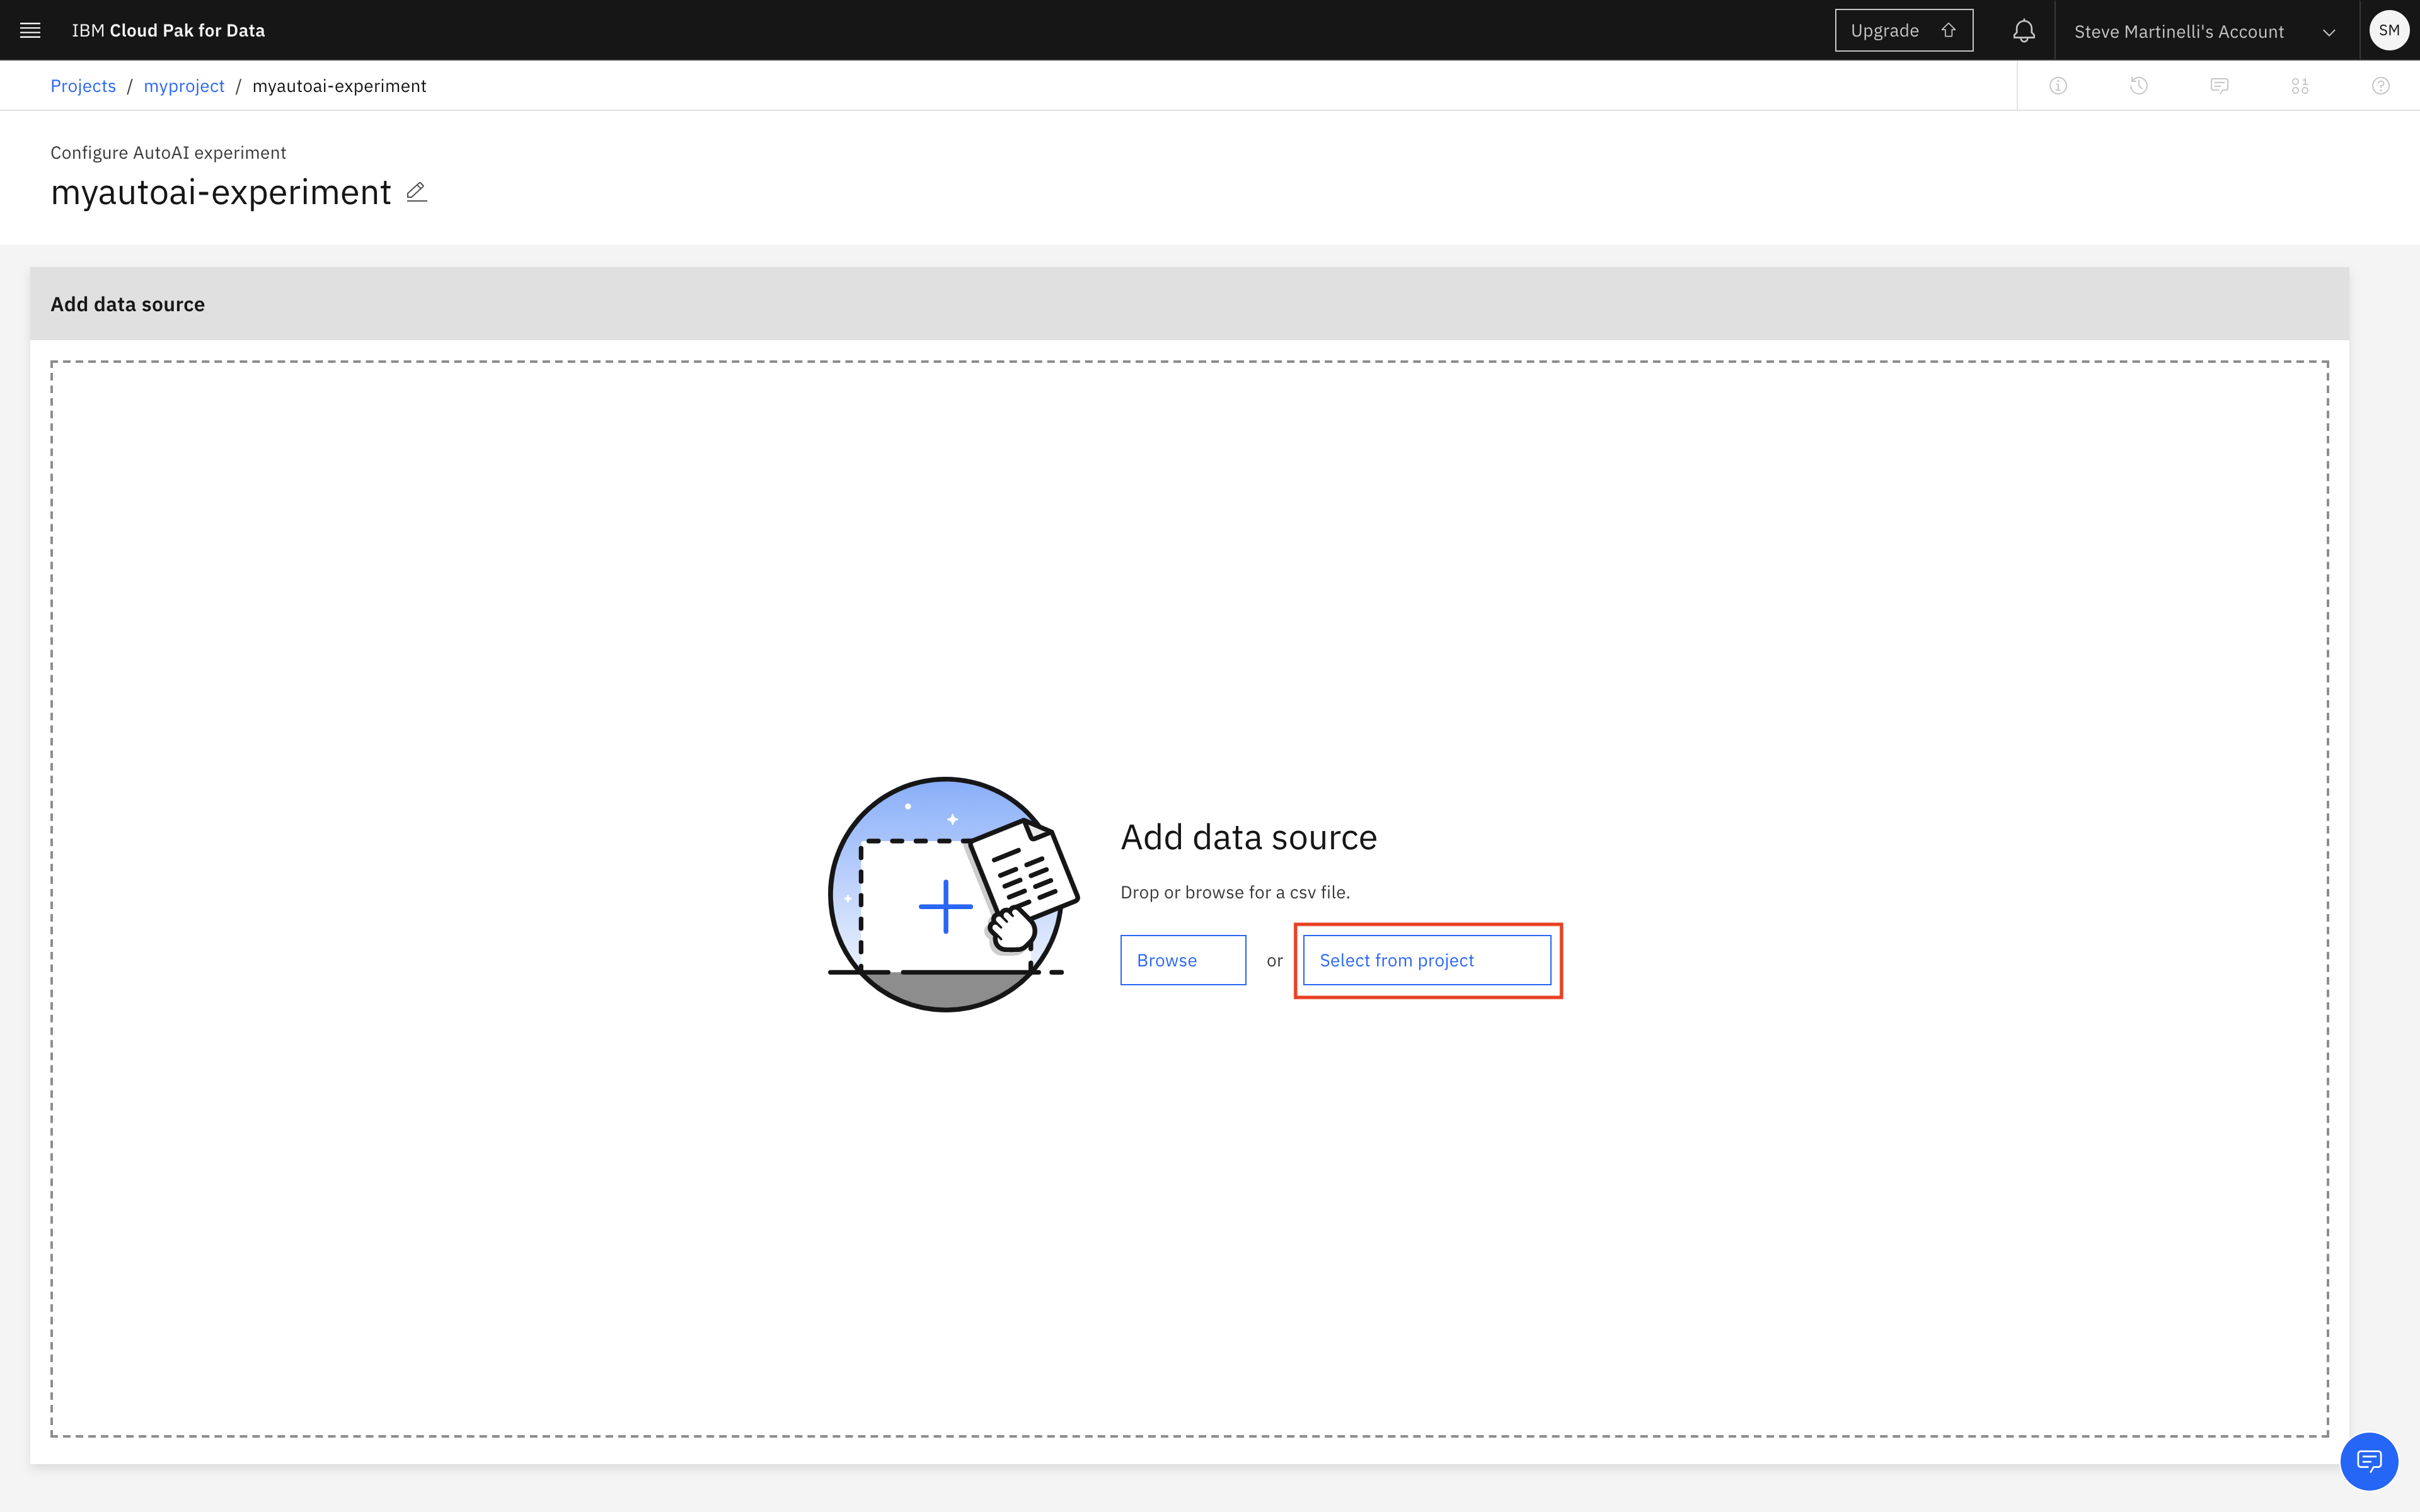 IBM Cloud Pak for Data
Upgrade
Steve Martinelli's Account
SM
Projects / myproject / myautoai-experiment
Configure AutoAI experiment
myautoai-experiment
Add data source
Add data source
Drop or browse for a csv file.
Browse or Select from project